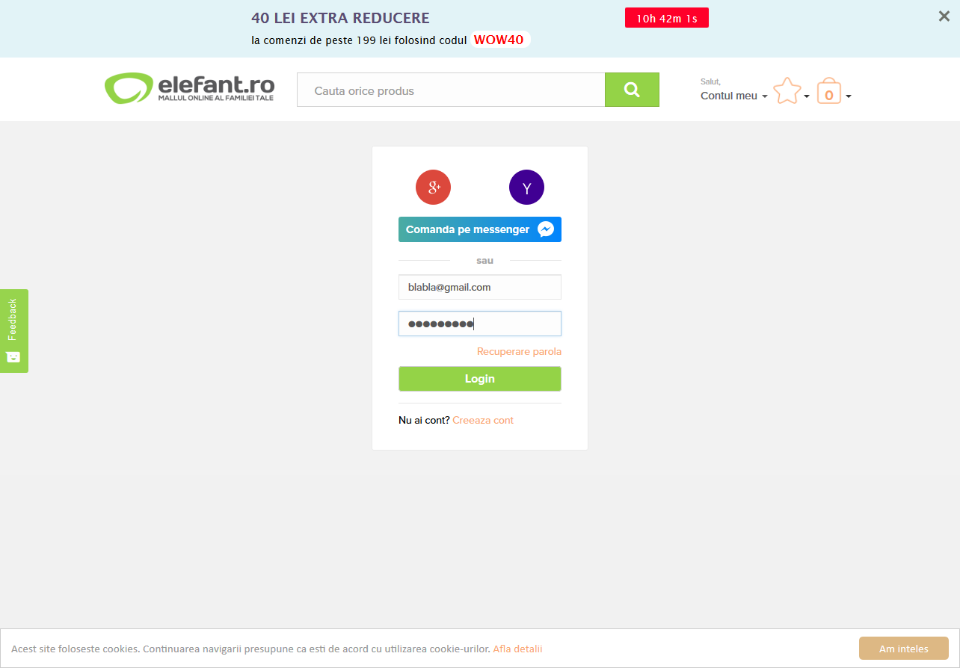 40 LEI EXTRA REDUCERE
10h 42m 1s
la comenzi de peste 199 lei folosind codul WOW40
elefant.ro
MALLUL ONLINE AL FAMILIEI TALE
Cauta orice produs
Salut,
Contul meu
0
g+
Y
Comanda pe messenger
sau
blabla@gmail.com
●●●●●●●●●
Recuperare parola
Login
Nu ai cont? Creeaza cont
Feedback
Acest site foloseste cookies. Continuarea navigarii presupune ca esti de acord cu utilizarea cookie-urilor. Afla detalii
Am inteles